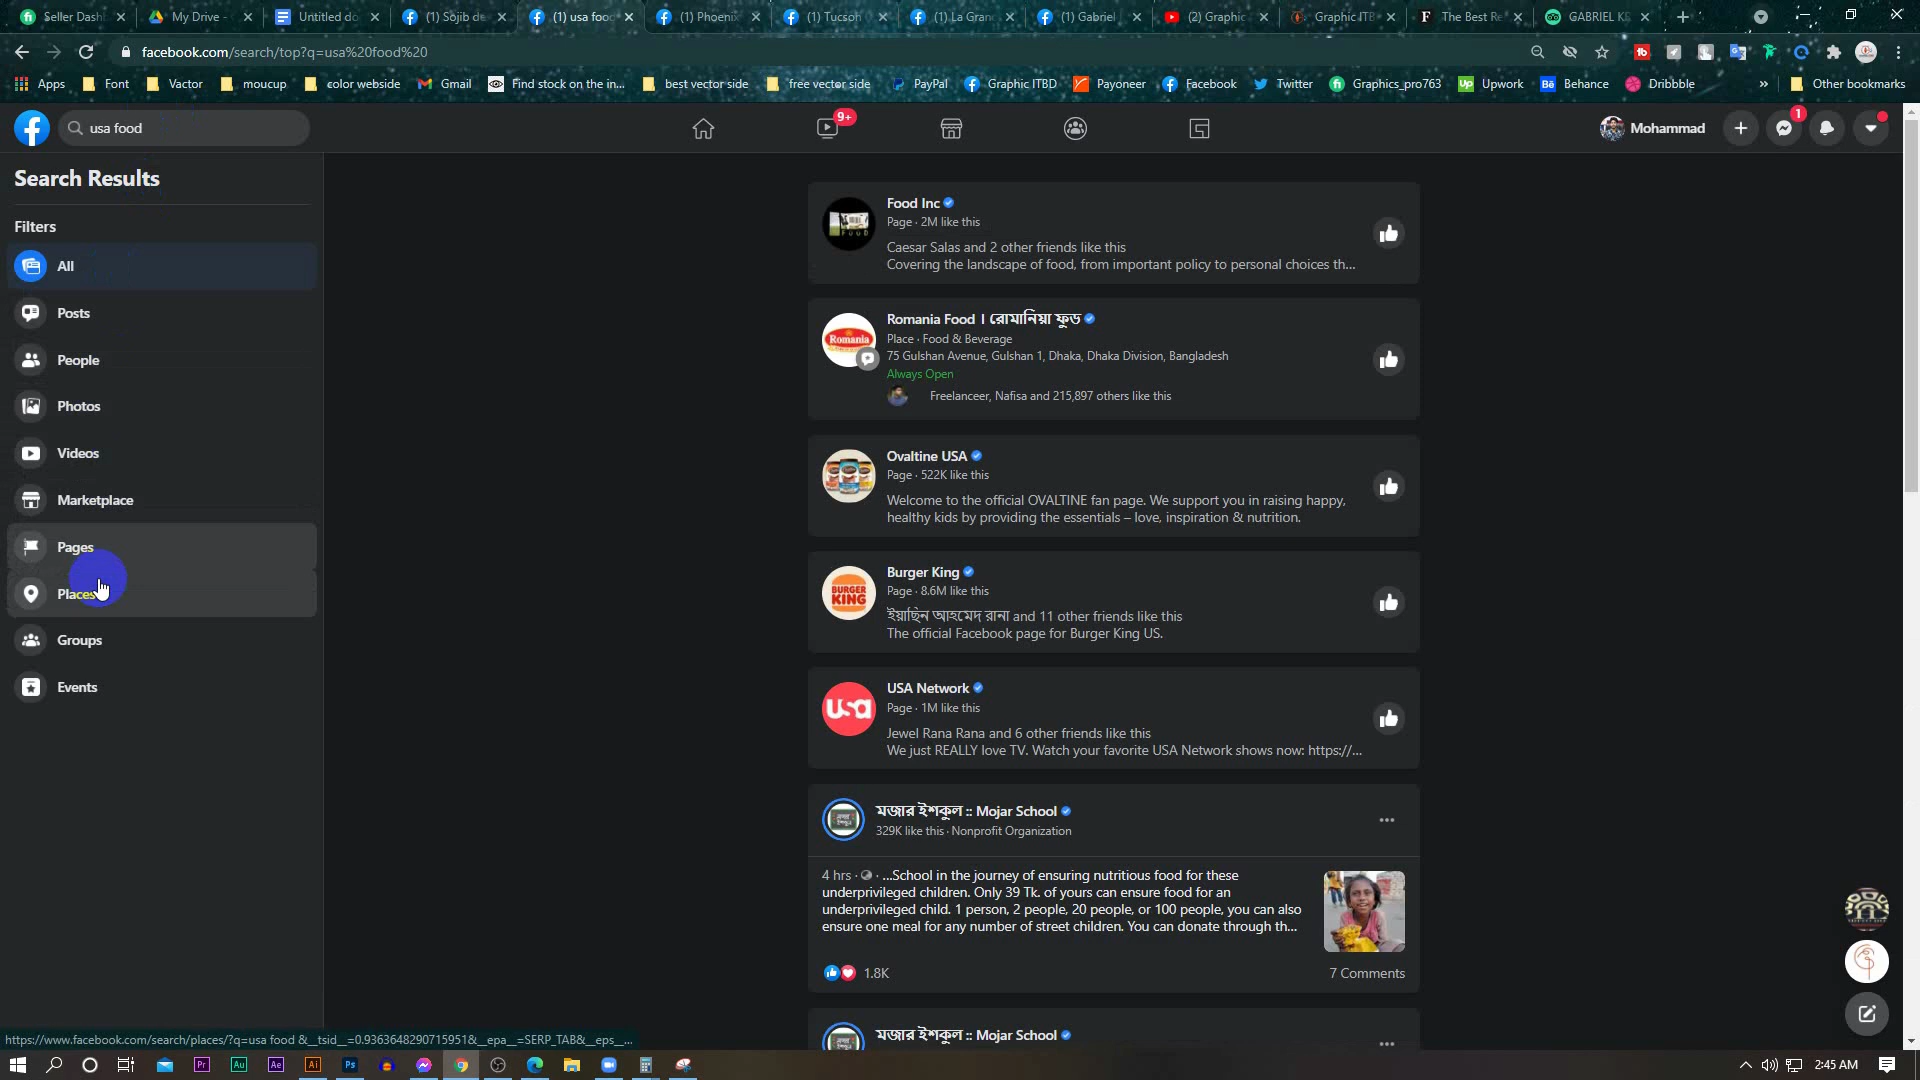 Seller Dash
My Drive -
Untitled do
(1) Sojib de
(1) usa food
(1) Phoenix
(1) Tucson
(1) La Gran
(1) Gabriel
(2) Graphic
Graphic ITB
The Best Re
GABRIEL KE
facebook.com/search/top?q=usa%20food%20
Apps
Font
Vactor
moucup
color webside
Gmail
Find stock on the in...
best vector side
free vector side
PayPal
Graphic ITBD
Payoneer
Facebook
Twitter
Graphics_pro763
Upwork
Behance
Dribbble
»
Other bookmarks
usa food
9+
Mohammad
1
Search Results
Filters
All
Posts
People
Photos
Videos
Marketplace
Pages
Places
Groups
Events
Food Inc
Page · 2M like this
Caesar Salas and 2 other friends like this
Covering the landscape of food, from important policy to personal choices th...
Romania Food । রোমানিয়া ফুড
Place · Food & Beverage
75 Gulshan Avenue, Gulshan 1, Dhaka, Dhaka Division, Bangladesh
Always Open
Freelanceer, Nafisa and 215,897 others like this
Romania
Ovaltine USA
Page · 522K like this
Welcome to the official OVALTINE fan page. We support you in raising happy,
healthy kids by providing the essentials – love, inspiration & nutrition.
BURGER
KING
Burger King
Page · 8.6M like this
ইয়াছিন আহমেদ রানা and 11 other friends like this
The official Facebook page for Burger King US.
usa
USA Network
Page · 1M like this
Jewel Rana Rana and 6 other friends like this
We just REALLY love TV. Watch your favorite USA Network shows now: https://...
মজার ইশকুল :: Mojar School
329K like this · Nonprofit Organization
4 hrs · ...School in the journey of ensuring nutritious food for these
underprivileged children. Only 39 Tk. of yours can ensure food for an
underprivileged child. 1 person, 2 people, 20 people, or 100 people, you can also
ensure one meal for any number of street children. You can donate through th...
1.8K
7 Comments
মজার ইশকুল :: Mojar School
https://www.facebook.com/search/places/?q=usa food &__tsid__=0.9363648290715951&__epa__=SERP_TAB&__eps__...
2:45 AM